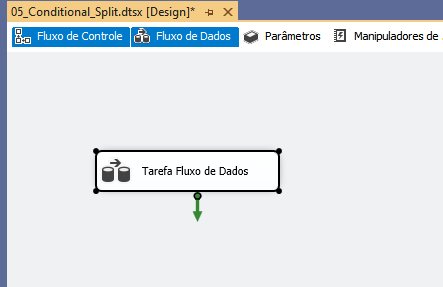 05_Conditional_Split.dtsx [Design]*
Fluxo de Controle Fluxo de Dados Parâmetros Manipuladores de
Tarefa Fluxo de Dados